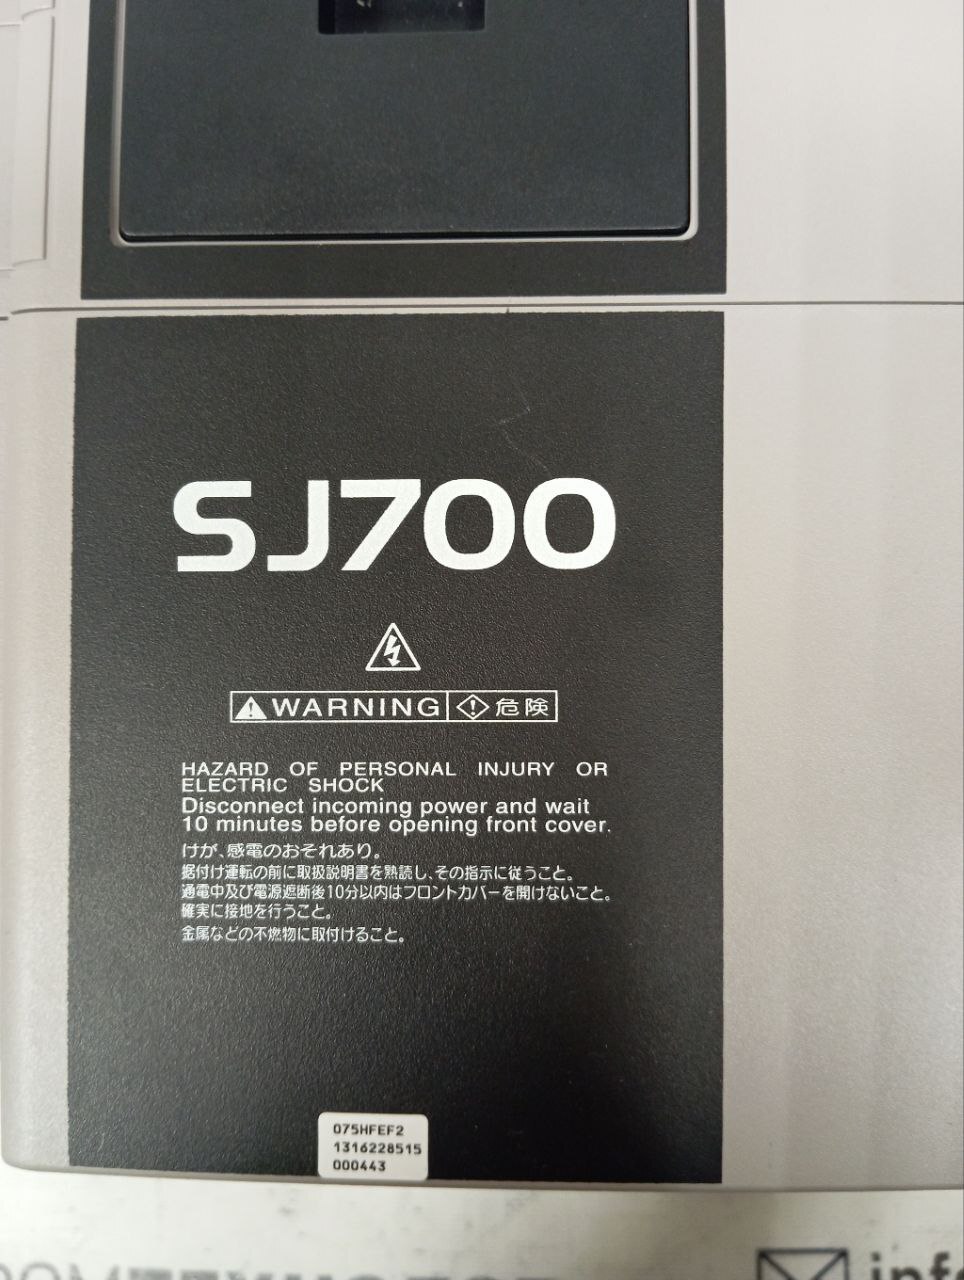 SJ700
WARNING 危険
HAZARD OF PERSONAL INJURY OR
ELECTRIC SHOCK
Disconnect incoming power and wait
10 minutes before opening front cover.
けが、感電のおそれあり。
据付け運転の前に取扱説明書を熟読し、その指示に従うこと。
通電中及び電源遮断後10分以内はフロントカバーを開けないこと。
確実に接地を行うこと。
金属などの不燃物に取付けること。
075HFEF2
1316228515
000443